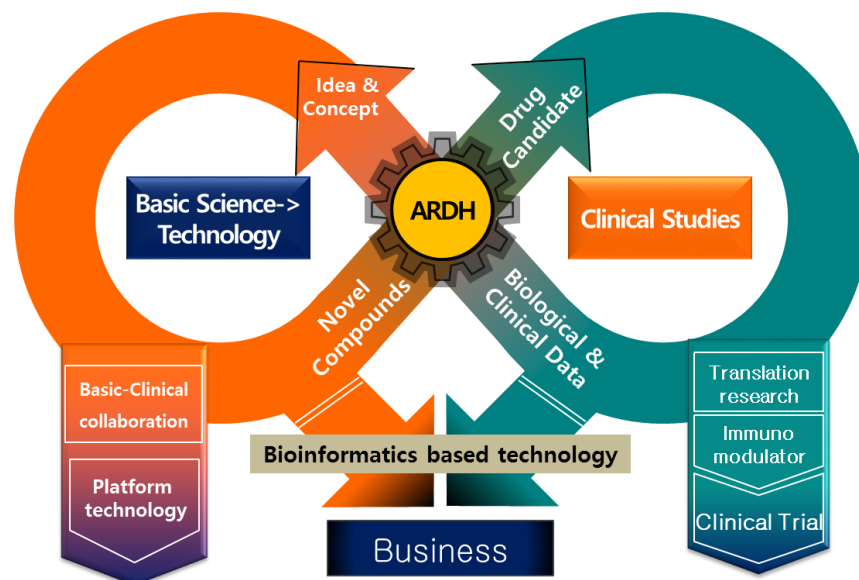 Idea &
Concept
Drug
Candidate
Basic Science->
Technology
ARDH
Clinical Studies
Novel
Compounds
Biological &
Clinical Data
Basic-Clinical
collaboration
Platform
technology
Translation
research
Immuno
modulator
Clinical Trial
Bioinformatics based technology
Business